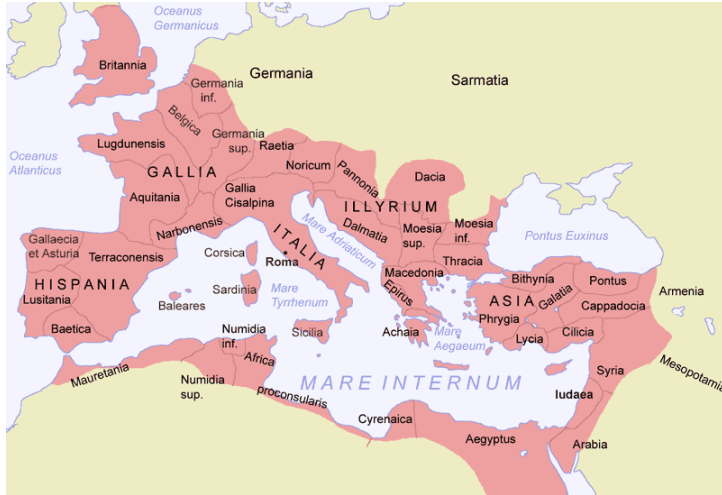 Oceanus
Germanicus
Britannia
Germania
inf.
Germania
Sarmatia
Belgica
Lugdunensis
Germania
sup.
Raetia
Oceanus
Atlanticus
GALLIA
Noricum
Pannonia
Dacia
Aquitania
Gallia
Cisalpina
ILLYRIUM
Narbonensis
Mare Adriaticum
Dalmatia
Moesia
sup.
Moesia
inf.
Pontus Euxinus
Gallaecia
et Asturia
Terraconensis
Corsica
ITALIA
Roma
Thracia
Macedonia
HISPANIA
Lusitania
Sardinia
Mare
Tyrrhenum
Epirus
Bithynia
Pontus
Galatia
ASIA
Armenia
Cappadocia
Baleares
Phrygia
Baetica
Numidia
inf.
Sicilia
Achaia
Mare
Aegaeum
Lycia
Cilicia
Africa
Mauretania
Numidia
sup.
MARE INTERNUM
Syria
Mesopotamia
proconsularis
Iudaea
Cyrenaica
Aegyptus
Arabia